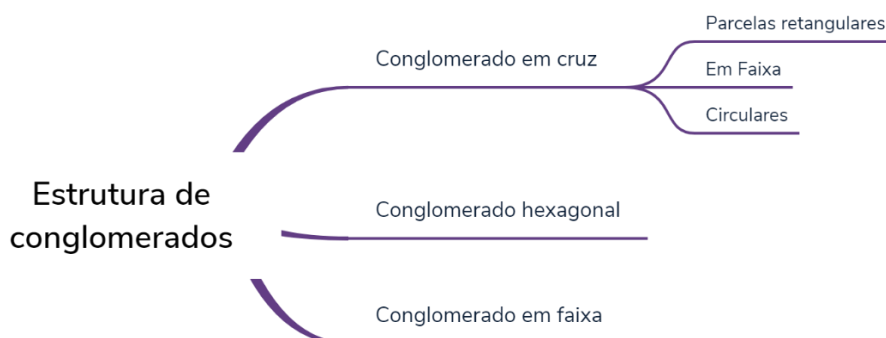 Parcelas retangulares
Conglomerado em cruz
Em Faixa
Circulares
Estrutura de
conglomerados
Conglomerado hexagonal
Conglomerado em faixa